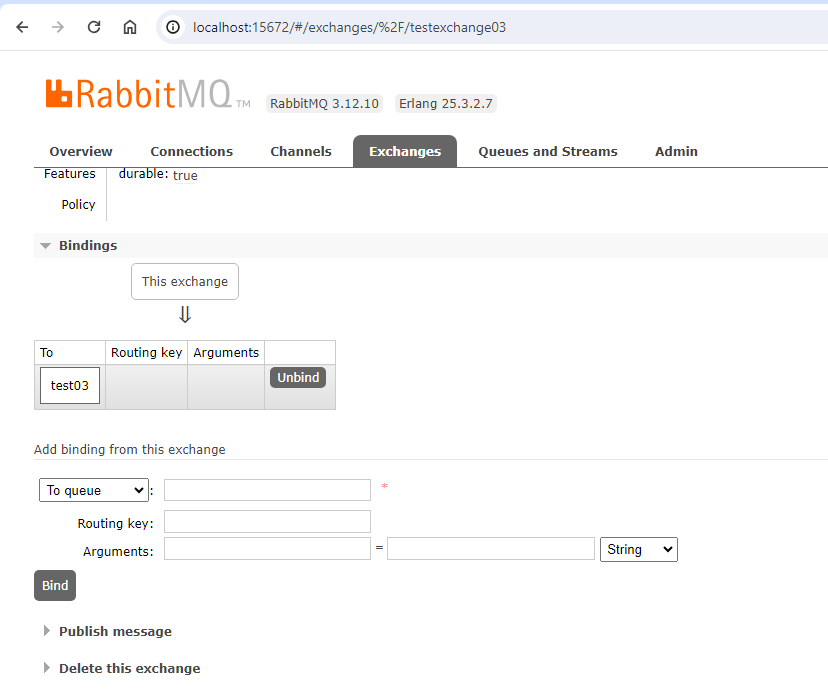 localhost:15672/#/exchanges/%2F/testexchange03
RabbitMQ TM RabbitMQ 3.12.10 Erlang 25.3.2.7
Overview Connections Channels Exchanges Queues and Streams Admin
Features durable: true
Policy
Bindings
This exchange
⇓
To Routing key Arguments
test03 Unbind
Add binding from this exchange
To queue : *
Routing key:
Arguments: = String
Bind
Publish message
Delete this exchange